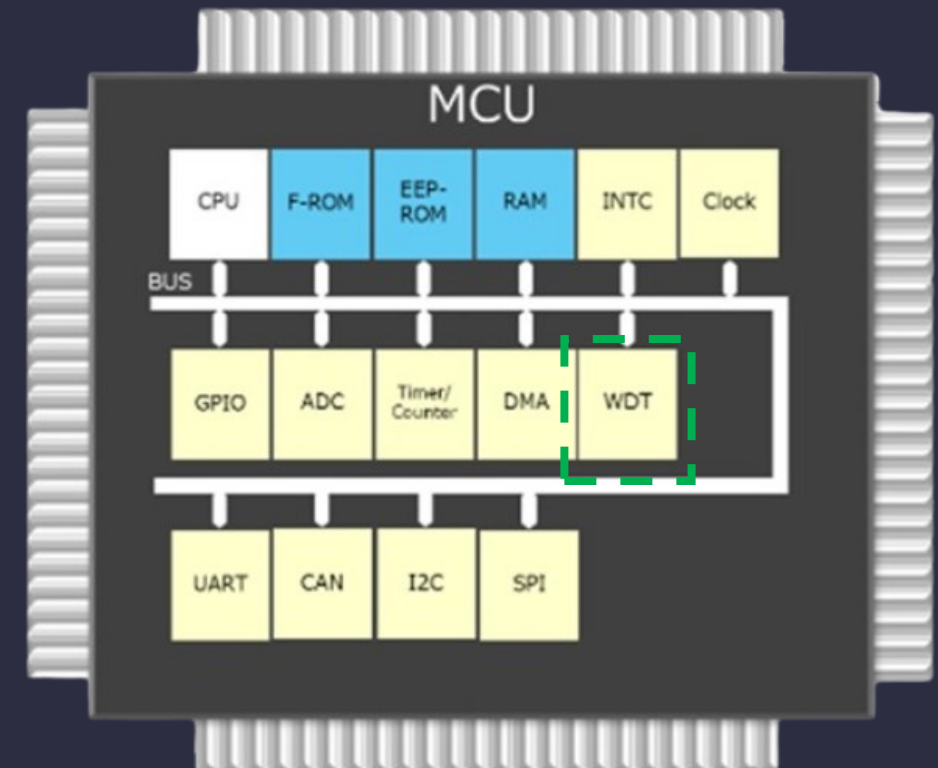 MCU
CPU
F-ROM
EEP-
ROM
RAM
INTC
Clock
BUS
GPIO
ADC
Timer/
Counter
DMA
WDT
UART
CAN
I2C
SPI